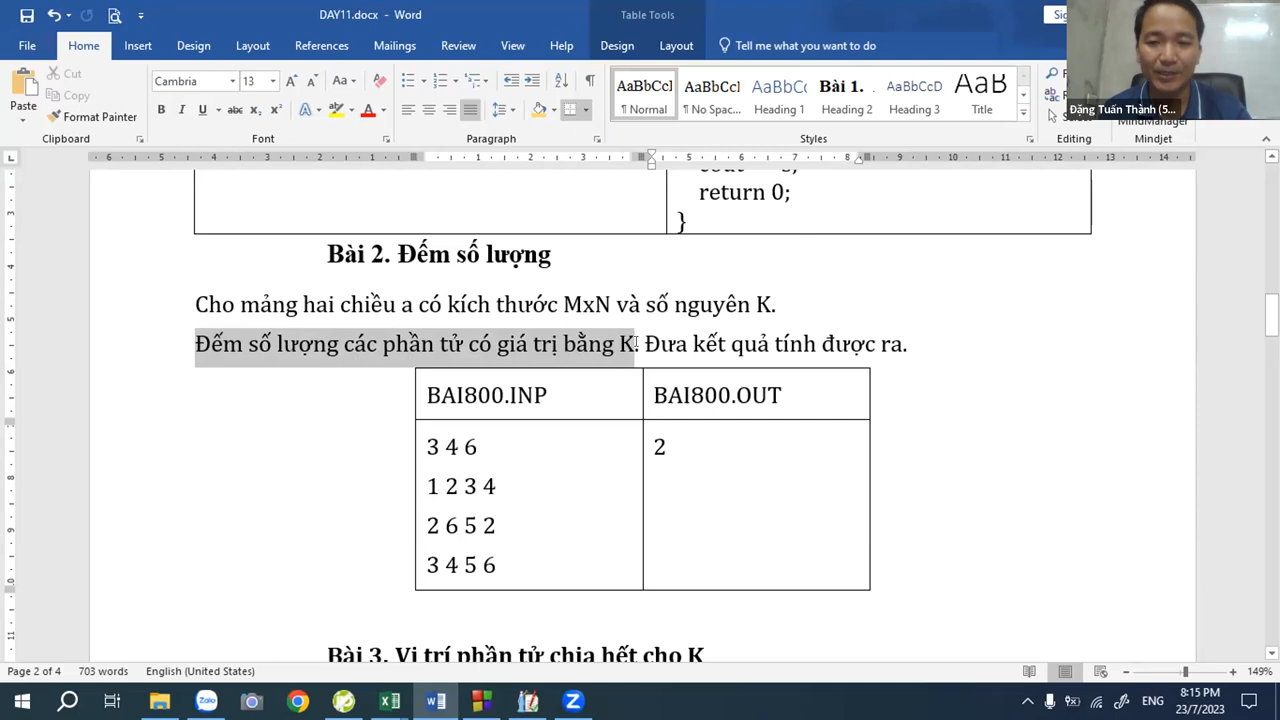 DAY11.docx - Word
Table Tools
File
Home
Insert
Design
Layout
References
Mailings
Review
View
Help
Design
Layout
Tell me what you want to do
Đặng Tuấn Thành (5...
Paste
Cut
Copy
Format Painter
Cambria
13
AaBbCcI
¶ Normal
AaBbCcI
¶ No Spac...
AaBbCc
Heading 1
Bài 1. .
Heading 2
AaBbCcI
Heading 3
AaB
Title
MindManager
Clipboard
Font
Paragraph
Styles
Editing
Mindjet
return 0;
}
Bài 2. Đếm số lượng
Cho mảng hai chiều a có kích thước MxN và số nguyên K.
Đếm số lượng các phần tử có giá trị bằng K. Đưa kết quả tính được ra.
BAI800.INP
BAI800.OUT
3 4 6
2
1 2 3 4
2 6 5 2
3 4 5 6
Bài 3. Vị trí phần tử chia hết cho K
Page 2 of 4
703 words
English (United States)
149%
Zalo
ENG
8:15 PM
23/7/2023